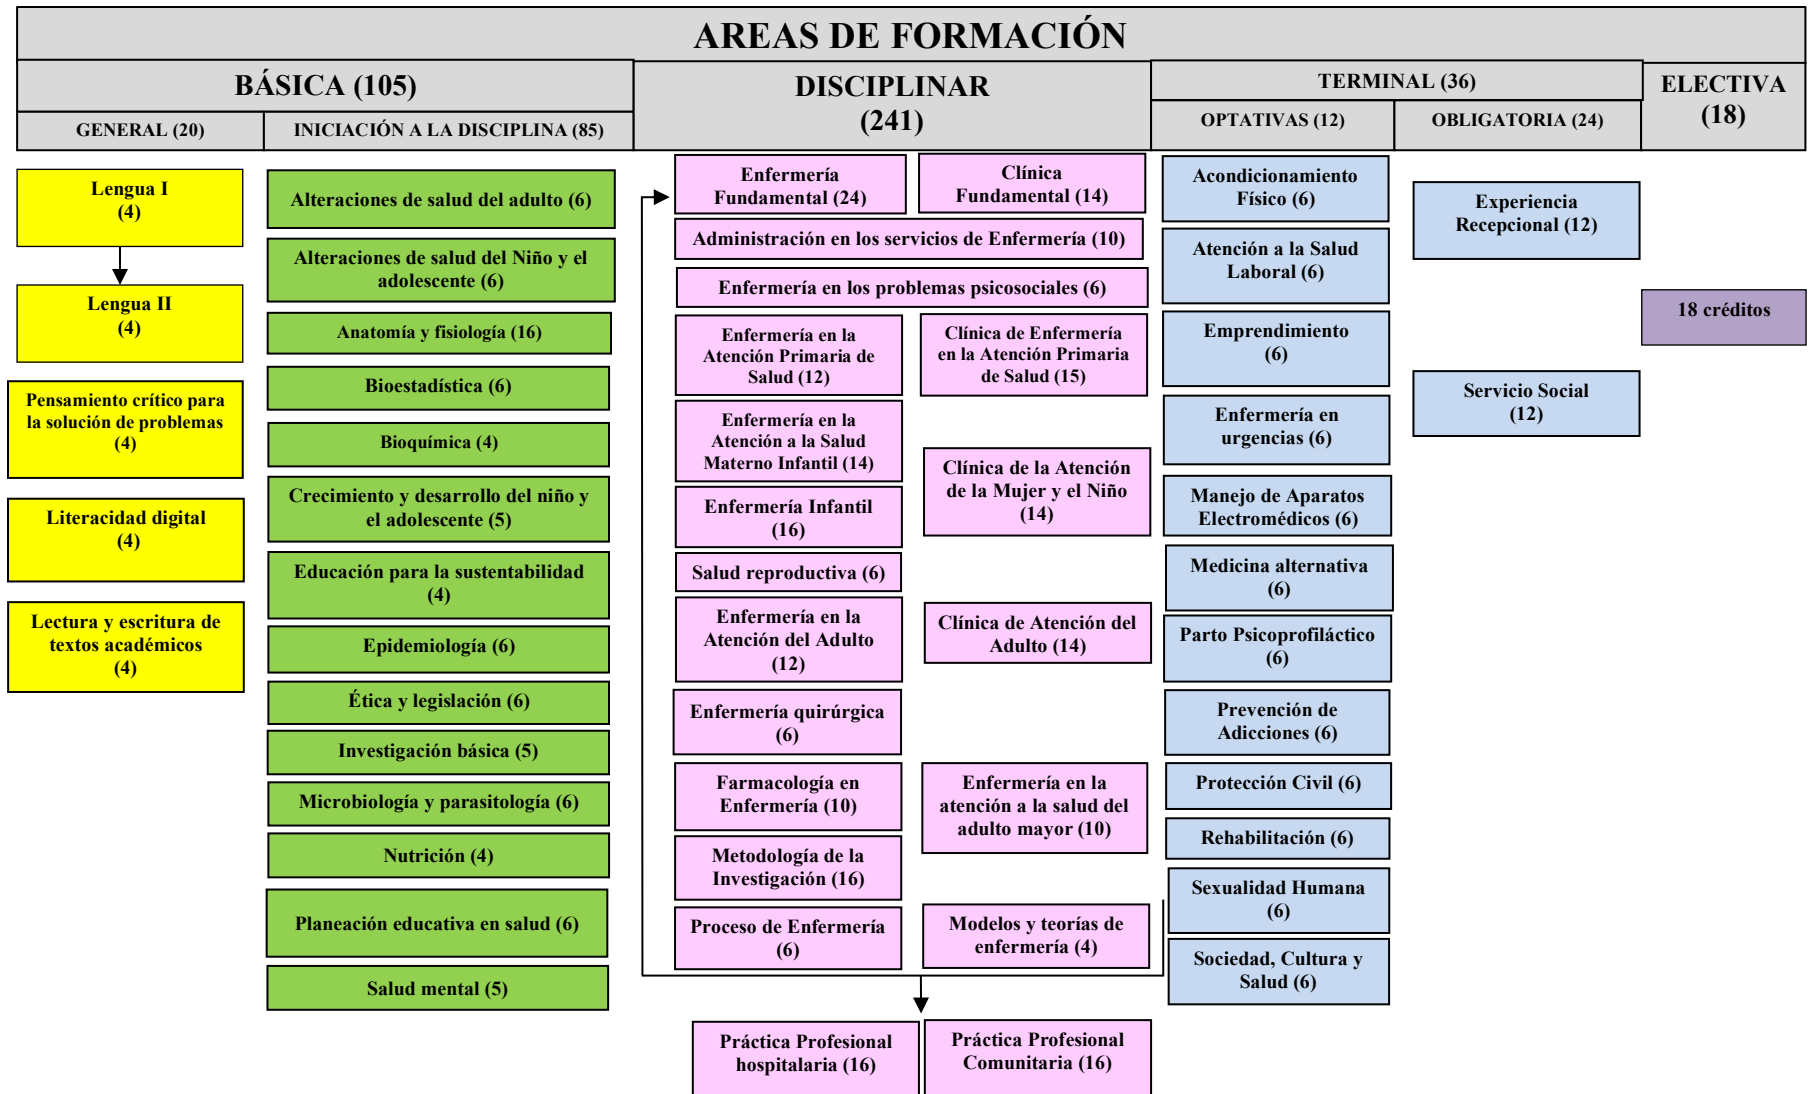 AREAS DE FORMACIÓN
BÁSICA (105)
GENERAL (20)
INICIACIÓN A LA DISCIPLINA (85)
DISCIPLINAR
(241)
TERMINAL (36)
OPTATIVAS (12)
OBLIGATORIA (24)
ELECTIVA
(18)
Lengua I
(4)
Lengua II
(4)
Pensamiento crítico para
la solución de problemas
(4)
Literacidad digital
(4)
Lectura y escritura de
textos académicos
(4)
Alteraciones de salud del adulto (6)
Alteraciones de salud del Niño y el
adolescente (6)
Anatomía y fisiología (16)
Bioestadística (6)
Bioquímica (4)
Crecimiento y desarrollo del niño y
el adolescente (5)
Educación para la sustentabilidad
(4)
Epidemiología (6)
Ética y legislación (6)
Investigación básica (5)
Microbiología y parasitología (6)
Nutrición (4)
Planeación educativa en salud (6)
Salud mental (5)
Enfermería
Fundamental (24)
Clínica
Fundamental (14)
Administración en los servicios de Enfermería (10)
Enfermería en los problemas psicosociales (6)
Enfermería en la
Atención Primaria de
Salud (12)
Clínica de Enfermería
en la Atención Primaria
de Salud (15)
Enfermería en la
Atención a la Salud
Materno Infantil (14)
Enfermería Infantil
(16)
Clínica de la Atención
de la Mujer y el Niño
(14)
Salud reproductiva (6)
Enfermería en la
Atención del Adulto
(12)
Clínica de Atención del
Adulto (14)
Enfermería quirúrgica
(6)
Farmacología en
Enfermería (10)
Enfermería en la
atención a la salud del
adulto mayor (10)
Metodología de la
Investigación (16)
Proceso de Enfermería
(6)
Modelos y teorías de
enfermería (4)
Práctica Profesional
hospitalaria (16)
Práctica Profesional
Comunitaria (16)
Acondicionamiento
Físico (6)
Atención a la Salud
Laboral (6)
Emprendimiento
(6)
Enfermería en
urgencias (6)
Manejo de Aparatos
Electromédicos (6)
Medicina alternativa
(6)
Parto Psicoprofiláctico
(6)
Prevención de
Adicciones (6)
Protección Civil (6)
Rehabilitación (6)
Sexualidad Humana
(6)
Sociedad, Cultura y
Salud (6)
Experiencia
Recepcional (12)
Servicio Social
(12)
18 créditos